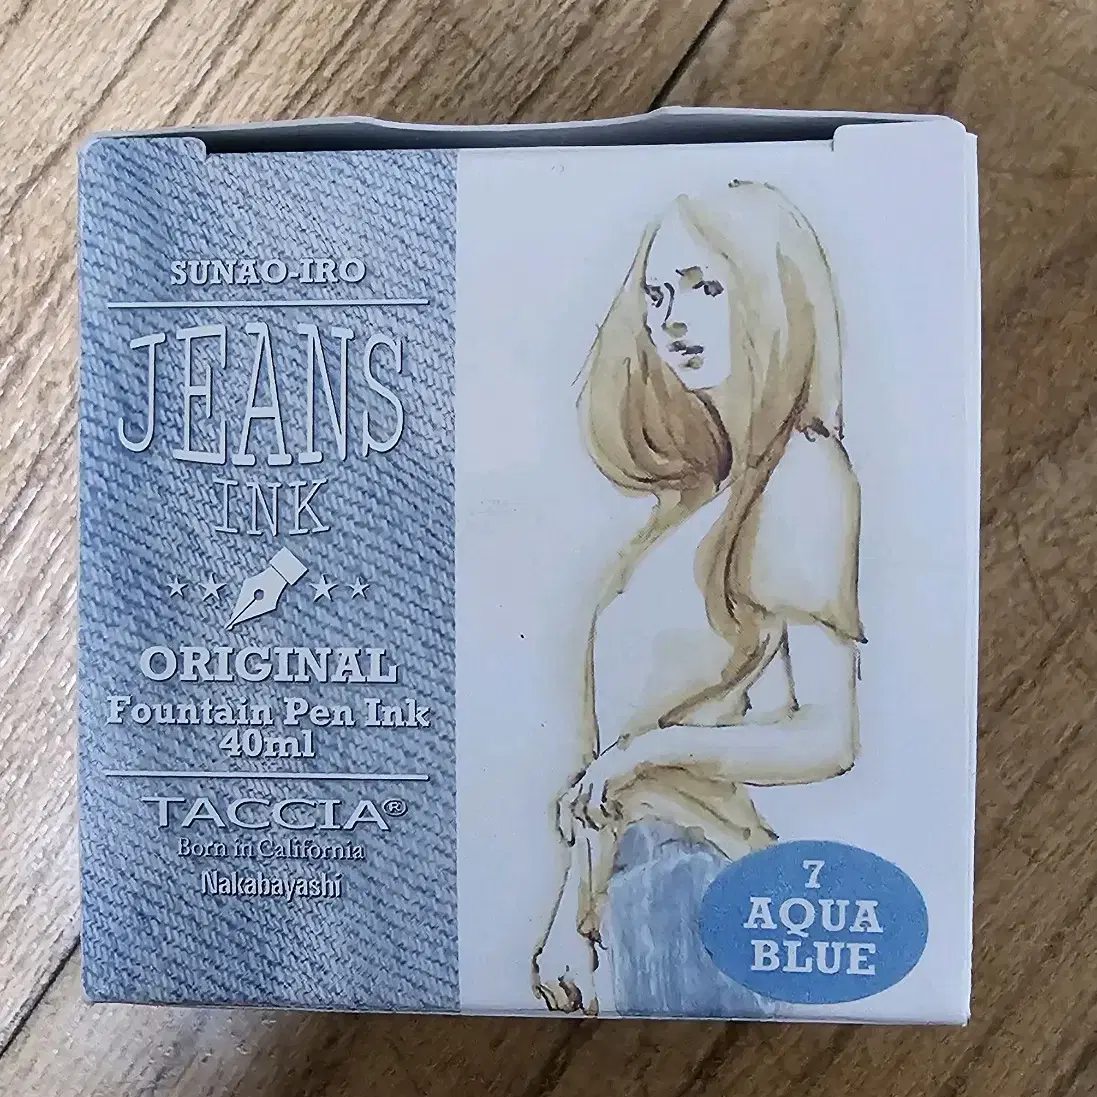 SUNAO-IRO
JEANS
INK
ORIGINAL
Fountain Pen Ink
40ml
TACCIA®
Born in California
Nakabayashi
7
AQUA
BLUE